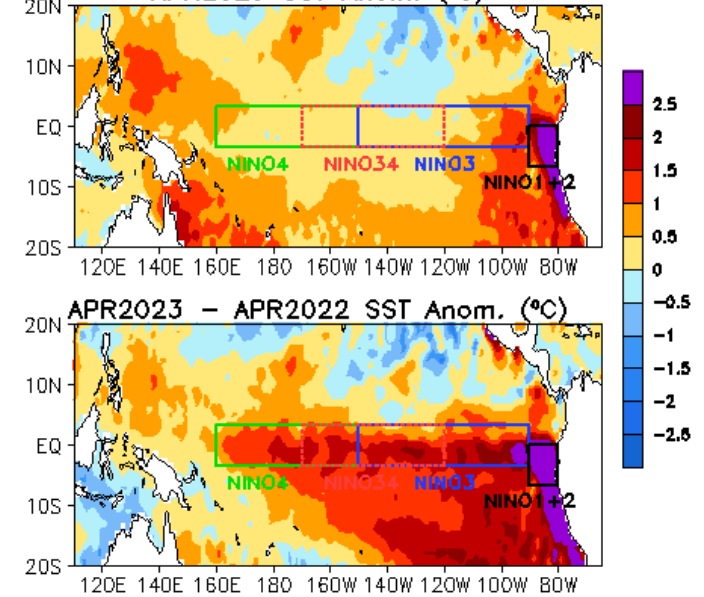 20N
10N
EQ
10S
20S
NINO4 NINO34 NINO3
NINO1+2
120E 140E 160E 180 160W 140W 120W 100W 80W
2.5
2
1.5
1
0.5
0
-0.5
-1
-1.5
-2
-2.5
APR2023 - APR2022 SST Anom. (°C)
20N
10N
EQ
10S
20S
NINO4 NINO34 NINO3
NINO1+2
120E 140E 160E 180 160W 140W 120W 100W 80W